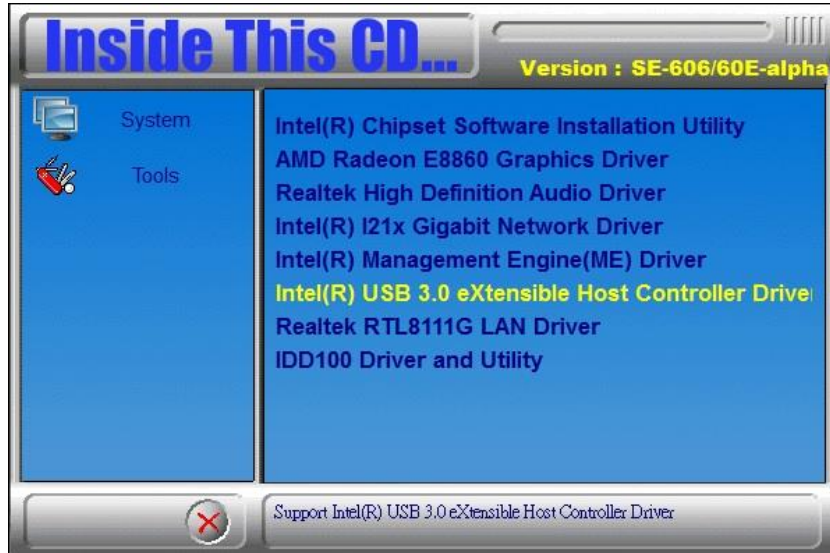 Inside This CD...
Version : SE-606/60E-alpha
System
Tools
Intel(R) Chipset Software Installation Utility
AMD Radeon E8860 Graphics Driver
Realtek High Definition Audio Driver
Intel(R) I21x Gigabit Network Driver
Intel(R) Management Engine(ME) Driver
Intel(R) USB 3.0 eXtensible Host Controller Drive
Realtek RTL8111G LAN Driver
IDD100 Driver and Utility
Support Intel(R) USB 3.0 eXtensible Host Controller Driver